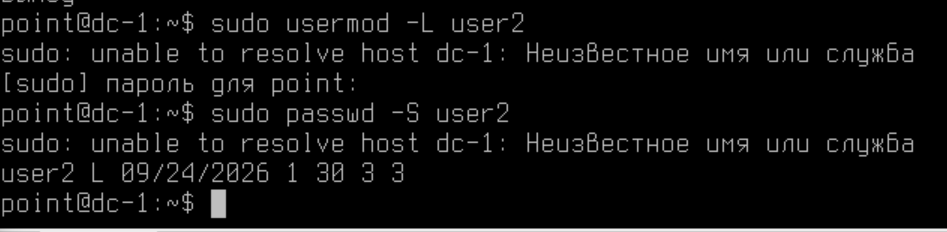 point@dc-1:~$ sudo usermod -L user2
sudo: unable to resolve host dc-1: Неизвестное имя или служба
[sudo] пароль для point:
point@dc-1:~$ sudo passwd -S user2
sudo: unable to resolve host dc-1: Неизвестное имя или служба
user2 L 09/24/2026 1 30 3 3
point@dc-1:~$